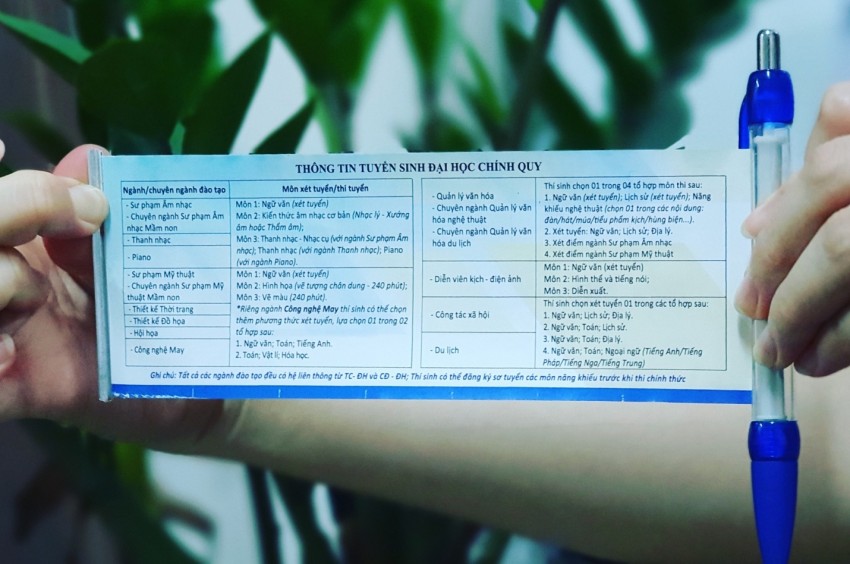 THÔNG TIN TUYỂN SINH ĐẠI HỌC CHÍNH QUY
Ngành/chuyên ngành đào tạo
Môn xét tuyển/thi tuyển
- Sư phạm Âm nhạc
- Chuyên ngành Sư phạm Âm
nhạc Mầm non
- Thanh nhạc
- Piano
Môn 1: Ngữ văn (xét tuyển)
Môn 2: Kiến thức âm nhạc cơ bản (Nhạc lý - Xướng
âm hoặc Thẩm âm);
Môn 3: Thanh nhạc - Nhạc cụ (với ngành Sư phạm Âm
nhạc); Thanh nhạc (với ngành Thanh nhạc); Piano
(với ngành Piano).
- Sư phạm Mỹ thuật
- Chuyên ngành Sư phạm Mỹ
thuật Mầm non
- Thiết kế Thời trang
- Thiết kế Đồ họa
- Hội họa
- Công nghệ May
Môn 1: Ngữ văn (xét tuyển)
Môn 2: Hình họa (vẽ tượng chân dung - 240 phút);
Môn 3: Vẽ màu (240 phút).
*Riêng ngành Công nghệ May thí sinh có thể chọn
thêm phương thức xét tuyển, lựa chọn 01 trong 02
tổ hợp sau:
1. Ngữ văn; Toán; Tiếng Anh.
2. Toán; Vật lí; Hóa học.
- Quản lý văn hóa
- Chuyên ngành Quản lý văn
hóa nghệ thuật
- Chuyên ngành Quản lý văn
hóa du lịch
Thí sinh chọn 01 trong 04 tổ hợp môn thi sau:
1. Ngữ văn (xét tuyển); Lịch sử (xét tuyển); Năng
khiếu nghệ thuật (chọn 01 trong các nội dung:
đàn/hát/múa/tiểu phẩm kịch/hùng biện...).
2. Xét tuyển: Ngữ văn; Lịch sử; Địa lý.
3. Xét điểm ngành Sư phạm Âm nhạc
4. Xét điểm ngành Sư phạm Mỹ thuật
- Diễn viên kịch - điện ảnh
Môn 1: Ngữ văn (xét tuyển)
Môn 2: Hình thể và tiếng nói;
Môn 3: Diễn xuất.
- Công tác xã hội
- Du lịch
Thí sinh chọn xét tuyển 01 trong các tổ hợp sau:
1. Ngữ văn; Lịch sử; Địa lý.
2. Ngữ văn; Toán; Lịch sử.
3. Ngữ văn; Toán; Địa lý.
4. Ngữ văn; Toán; Ngoại ngữ (Tiếng Anh/Tiếng
Pháp/Tiếng Nga/Tiếng Trung)
Ghi chú: Tất cả các ngành đào tạo đều có hệ liên thông từ TC- ĐH và CĐ - ĐH; Thí sinh có thể đăng ký sơ tuyển các môn năng khiếu trước khi thi chính thức